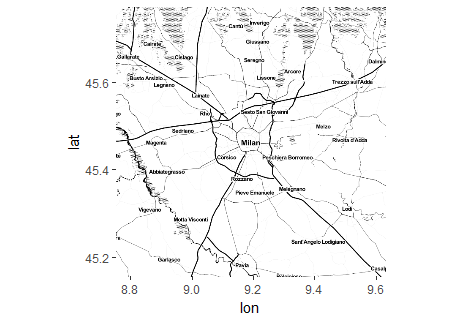 Cantù
Inverigo
Cairate
Giussano
Gallarate
Cislago
Seregno
Dalmine
Busto Arsizio
Lissone
Arcore
Legnano
Trezzo sull'Adda
Lainate
Rho
Sesto San Giovanni
Sedriano
Melzo
Magenta
Milan
Rivolta d'Adda
Corsico
Peschiera Borromeo
Abbiategrasso
Rozzano
Pieve Emanuele
Melegnano
Vigevano
Lodi
Motta Visconti
Sant'Angelo Lodigiano
Garlasco
Pavia
Casalp
45.6
45.4
45.2
lat
8.8 9.0 9.2 9.4 9.6
lon